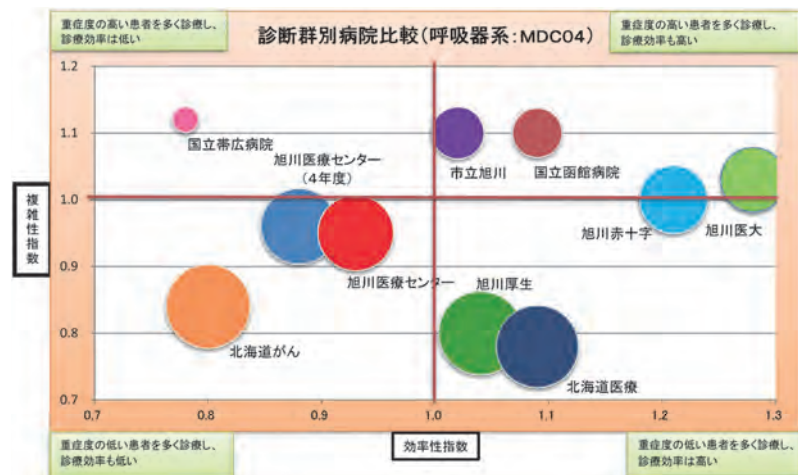 重症度の高い患者を多く診療し、
診療効率は低い
診断群別病院比較（呼吸器系：MDC04）
重症度の高い患者を多く診療し、
診療効率も高い
1.2
1.1
1.0
0.9
0.8
0.7
複雑性指数
国立帯広病院
旭川医療センター
（4年度）
市立旭川
国立函館病院
旭川赤十字
旭川医大
旭川医療センター
旭川厚生
北海道がん
北海道医療
0.7
0.8
0.9
1.0
1.1
1.2
1.3
重症度の低い患者を多く診療し、
診療効率も低い
効率性指数
重症度の低い患者を多く診療し、
診療効率は高い